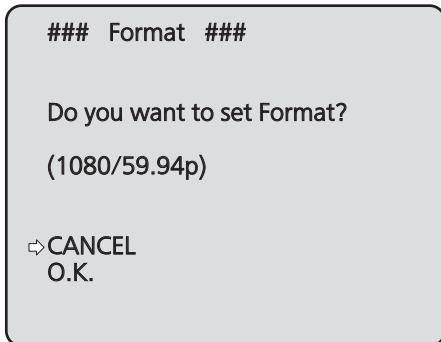 ### Format ###
Do you want to set Format?
(1080/59.94p)
⇨CANCEL
O.K.